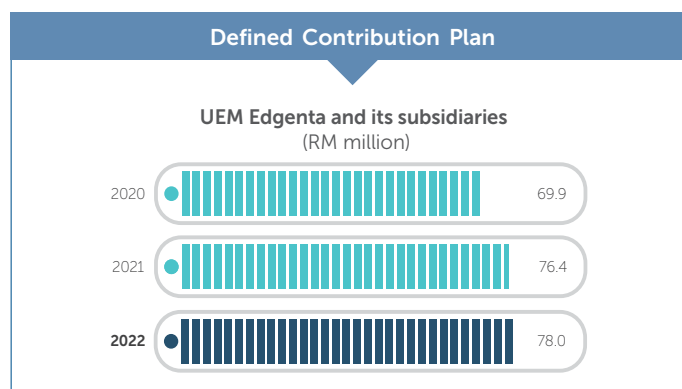 Defined Contribution Plan
UEM Edgenta and its subsidiaries
(RM million)
2020 69.9
2021 76.4
2022 78.0